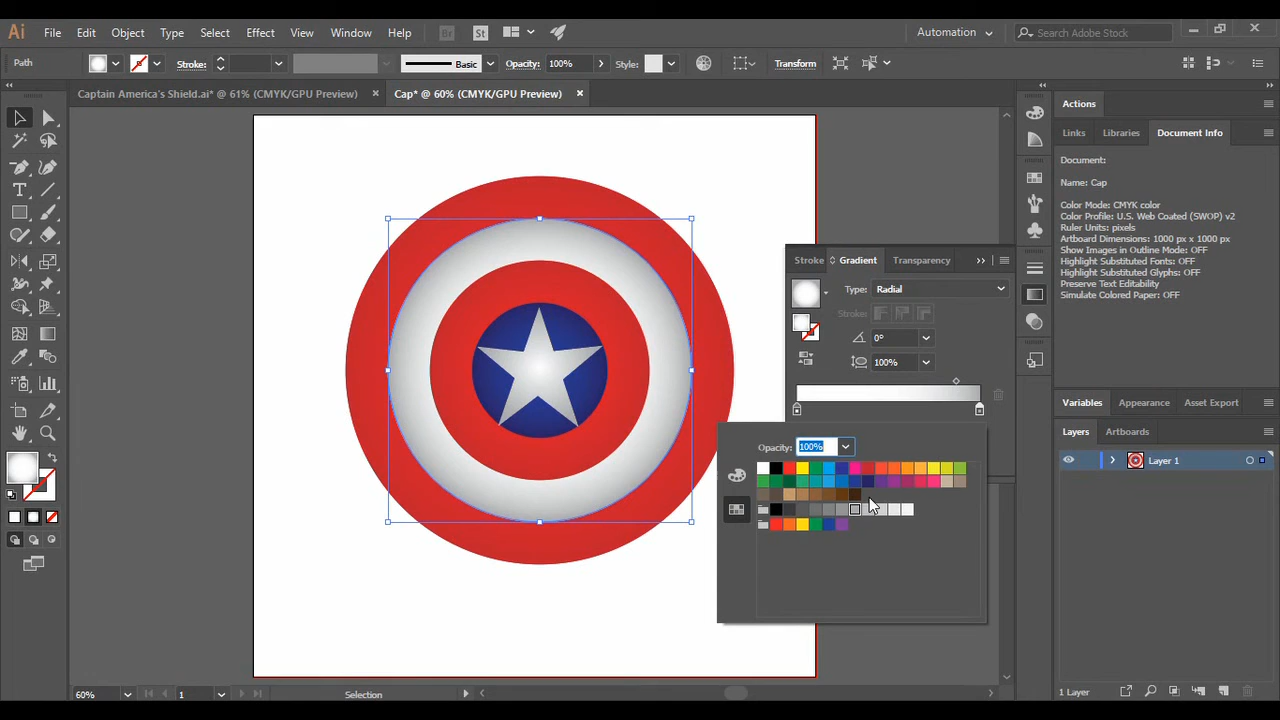 Ai File Edit Object Type Select Effect View Window Help Br St Automation Search Adobe Stock
Path Stroke: Basic Opacity: 100% Style: Transform
Captain America's Shield.ai* @ 61% (CMYK/GPU Preview) Cap* @ 60% (CMYK/GPU Preview)
Actions
Links Libraries Document Info
Document:
Name: Cap
Color Mode: CMYK color
Color Profile: U.S. Web Coated (SWOP) v2
Ruler Units: pixels
Artboard Dimensions: 1000 px x 1000 px
Show Images in Outline Mode: OFF
Highlight Substituted Fonts: OFF
Highlight Substituted Glyphs: OFF
Preserve Text Editability
Simulate Colored Paper: OFF
Stroke Gradient Transparency
Type: Radial
Stroke:
0°
100%
Opacity: 100%
Variables Appearance Asset Export
Layers Artboards
Layer 1
60% 1 Selection
1 Layer